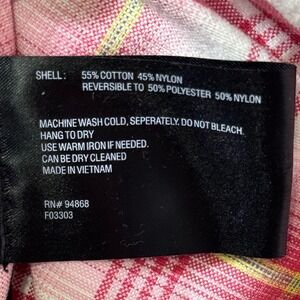 SHELL: 55% COTTON 45% NYLON
REVERSIBLE TO 50% POLYESTER 50% NYLON
MACHINE WASH COLD, SEPERATELY. DO NOT BLEACH.
HANG TO DRY
USE WARM IRON IF NEEDED.
CAN BE DRY CLEANED
MADE IN VIETNAM
RN# 94868
F03303